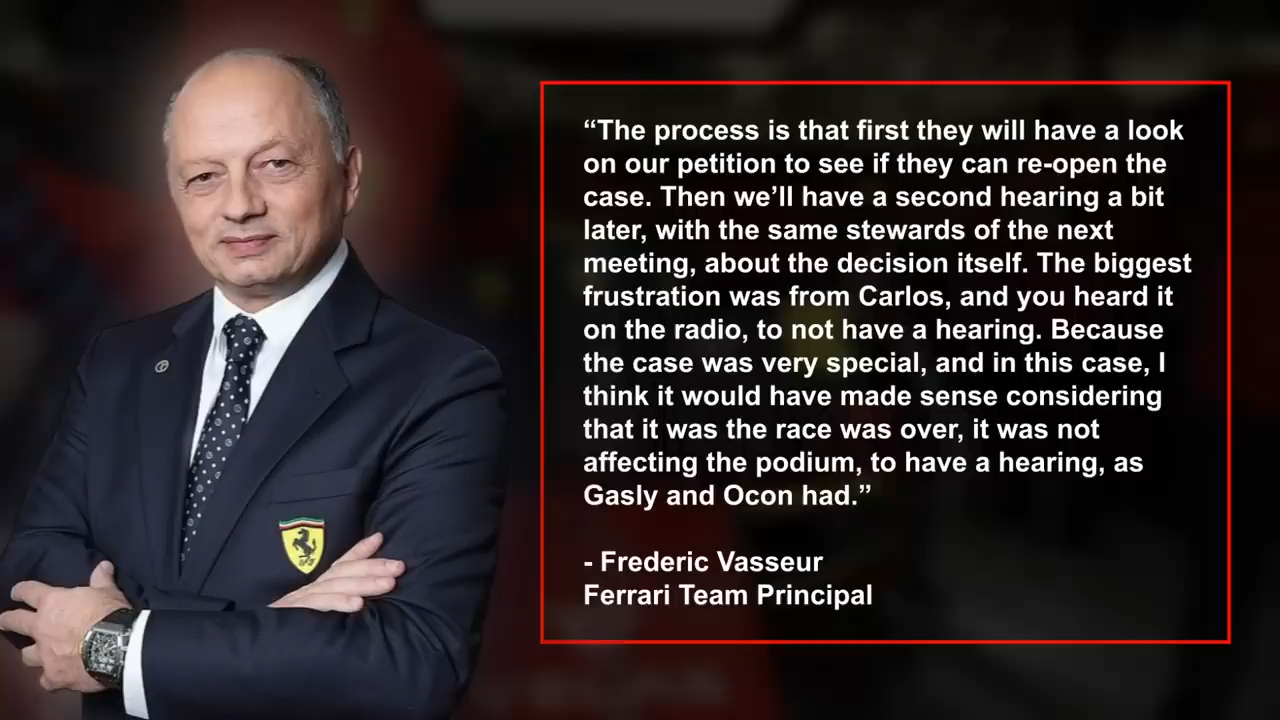 “The process is that first they will have a look
on our petition to see if they can re-open the
case. Then we’ll have a second hearing a bit
later, with the same stewards of the next
meeting, about the decision itself. The biggest
frustration was from Carlos, and you heard it
on the radio, to not have a hearing. Because
the case was very special, and in this case, I
think it would have made sense considering
that it was the race was over, it was not
affecting the podium, to have a hearing, as
Gasly and Ocon had.”
- Frederic Vasseur
Ferrari Team Principal